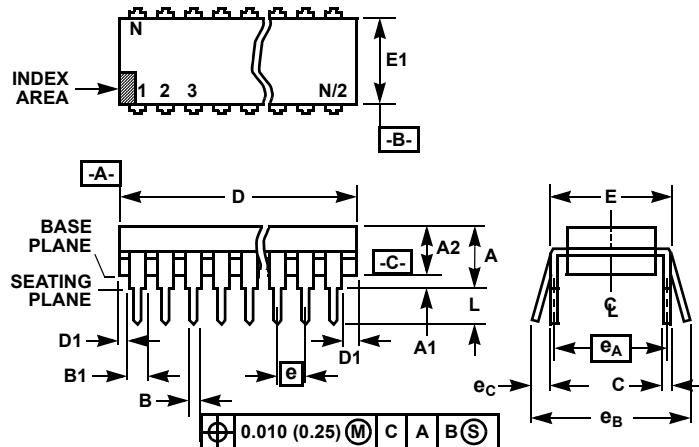 N
E1
INDEX
AREA
1 2 3 N/2
-B-
-A-
D
E
BASE
PLANE
A2
A
-C-
SEATING
PLANE
L
C L
D1
A1
D1
e
eA
B1
eC
C
B
eB
0.010 (0.25) M C A B S